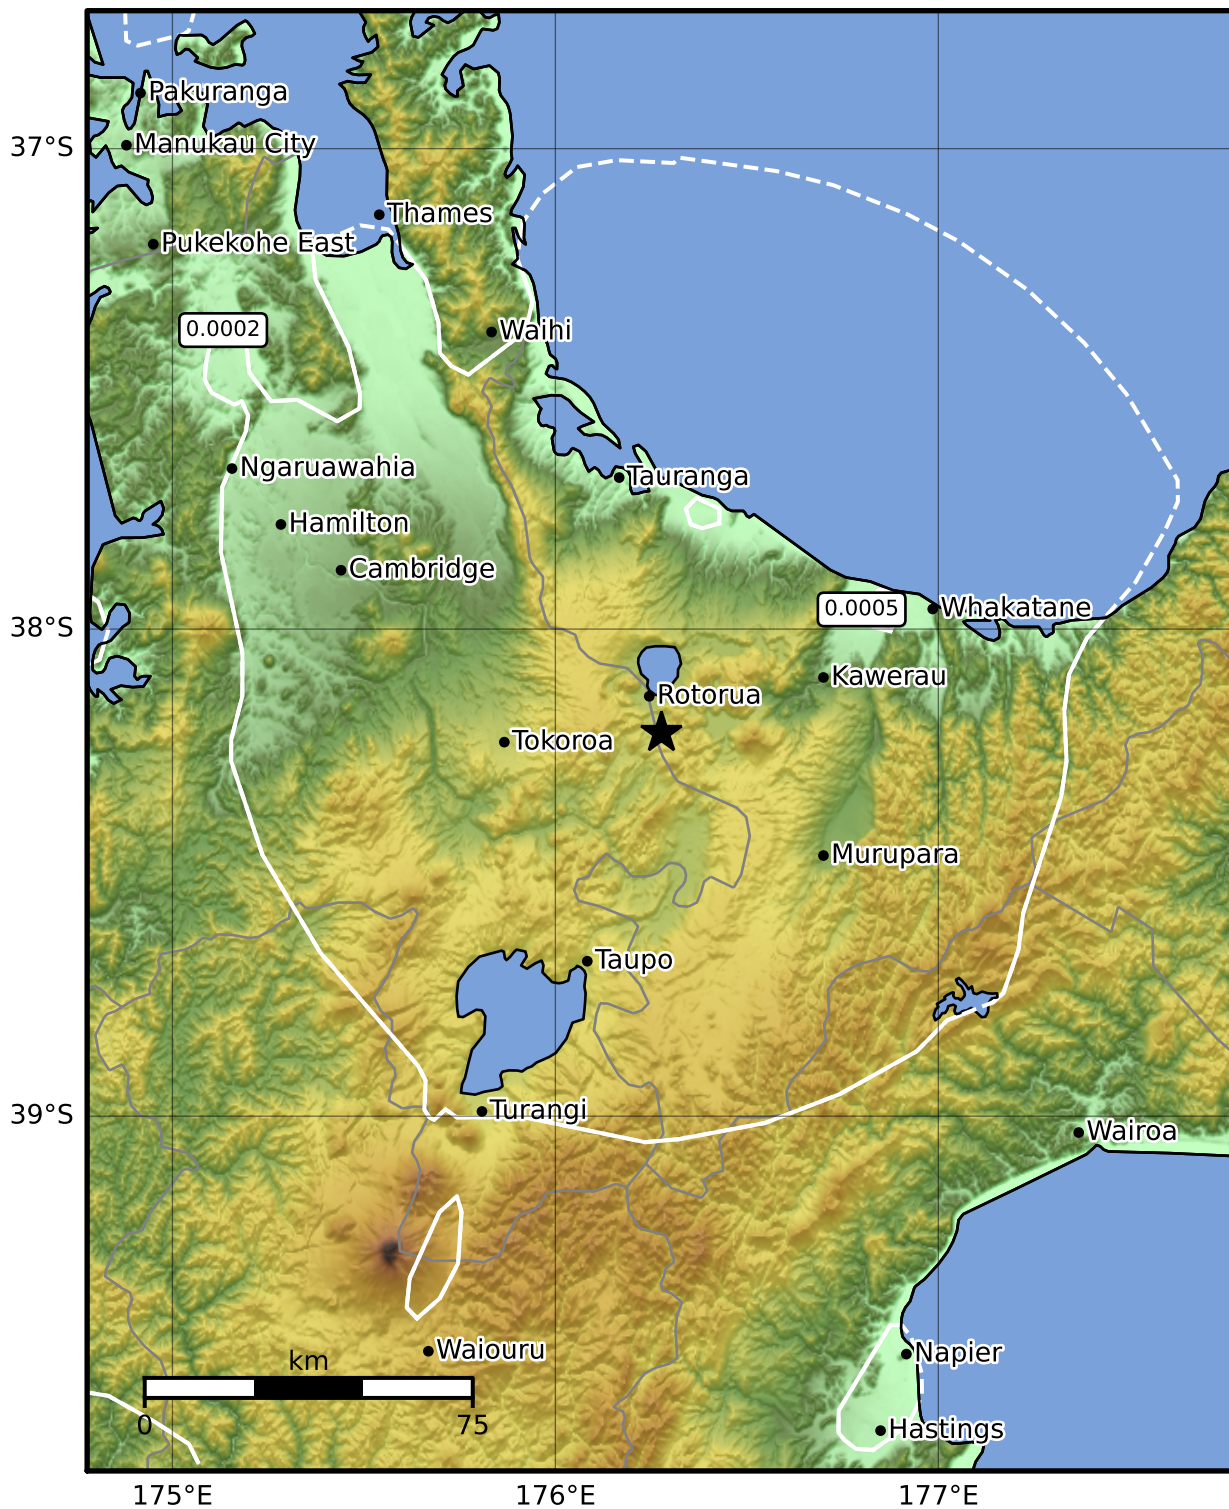 Pakuranga
37°S
Manukau City
Thames
Pukekohe East
0.0002
Waihi
Ngaruawahia
Tauranga
Hamilton
Cambridge
0.0005
Whakatane
38°S
Kawerau
Rotorua
Tokoroa
Murupara
Taupo
39°S
Turangi
Wairoa
Waiouru
Napier
km
0
75
Hastings
175°E
176°E
177°E